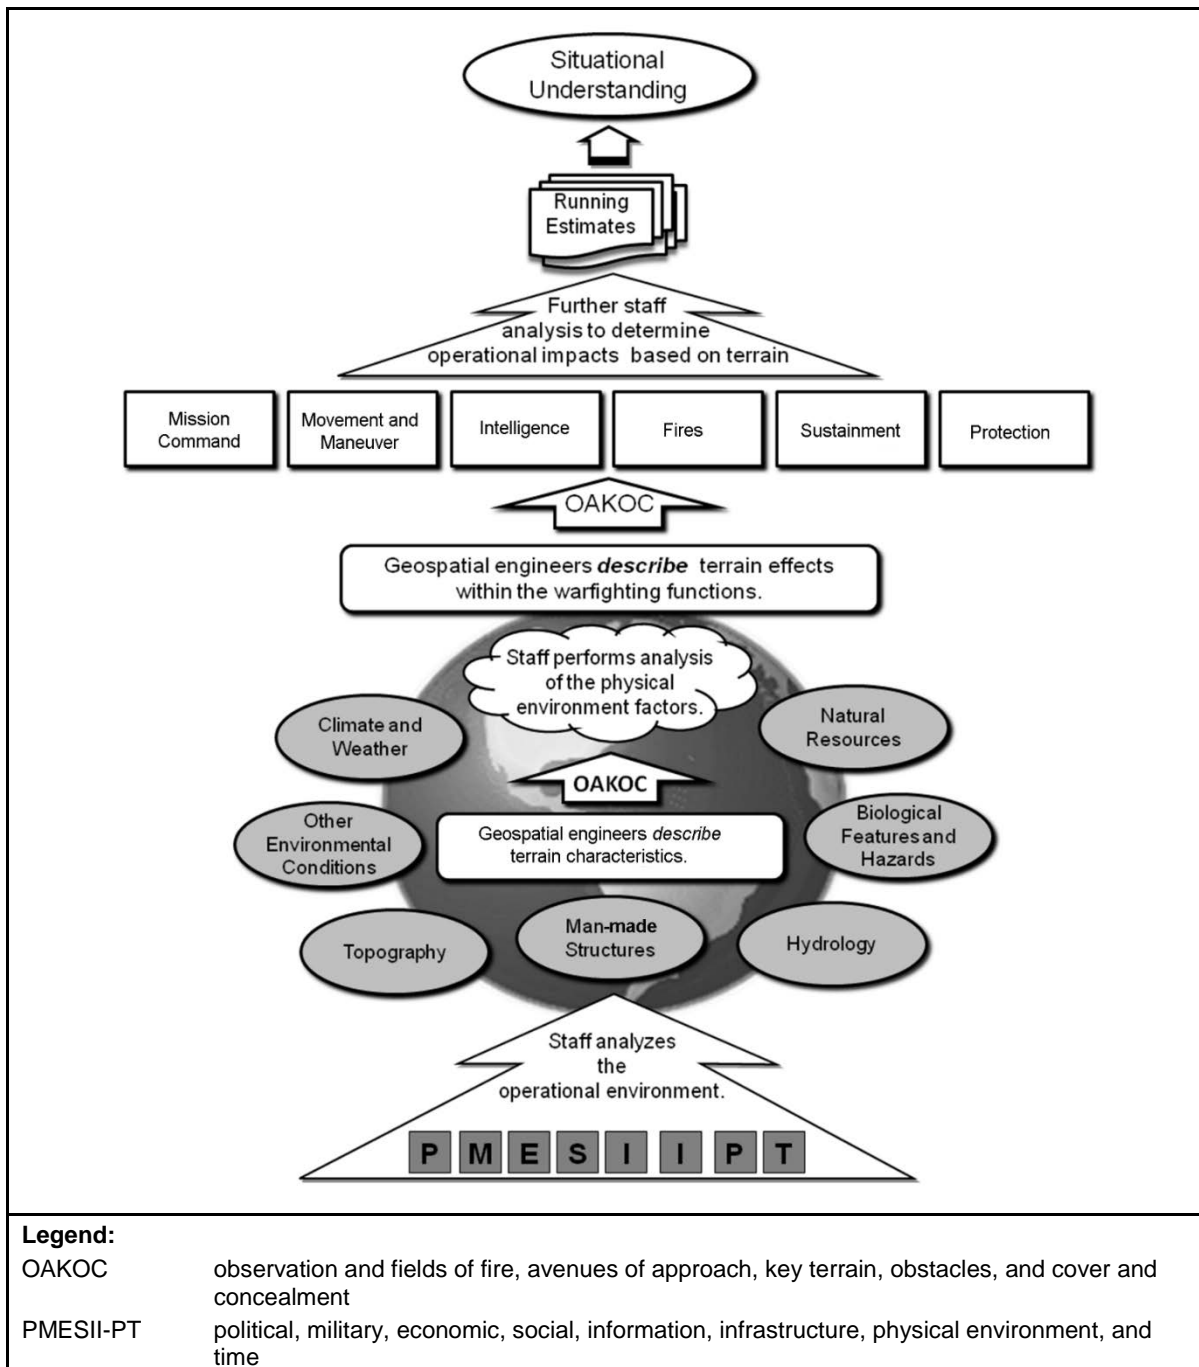 Situational
Understanding
Running
Estimates
Further staff
analysis to determine
operational impacts based on terrain
Mission
Command
Movement and
Maneuver
Intelligence
Fires
Sustainment
Protection
OAKOC
Geospatial engineers describe terrain effects
within the warfighting functions.
Staff performs analysis
of the physical
environment factors.
Climate and
Weather
Natural
Resources
OAKOC
Other
Environmental
Conditions
Geospatial engineers describe
terrain characteristics.
Biological
Features and
Hazards
Topography
Man-made
Structures
Hydrology
Staff analyzes
the
operational environment.
P M E S I I P T
Legend:
OAKOC observation and fields of fire, avenues of approach, key terrain, obstacles, and cover and
concealment
PMESII-PT political, military, economic, social, information, infrastructure, physical environment, and
time